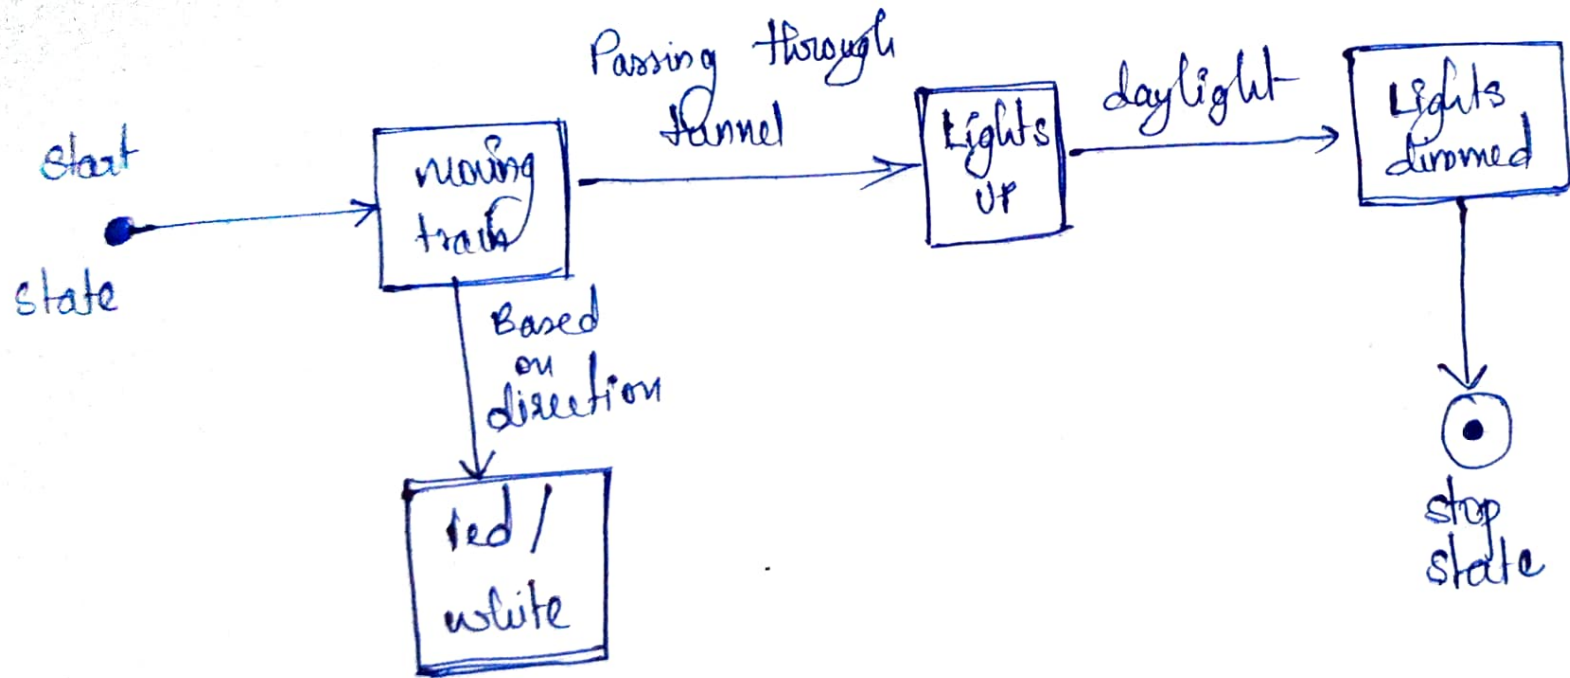 start
state
moving
train
Passing through
tunnel
Lights
UP
daylight
Lights
dimmed
Based
on
direction
red /
white
stop
state